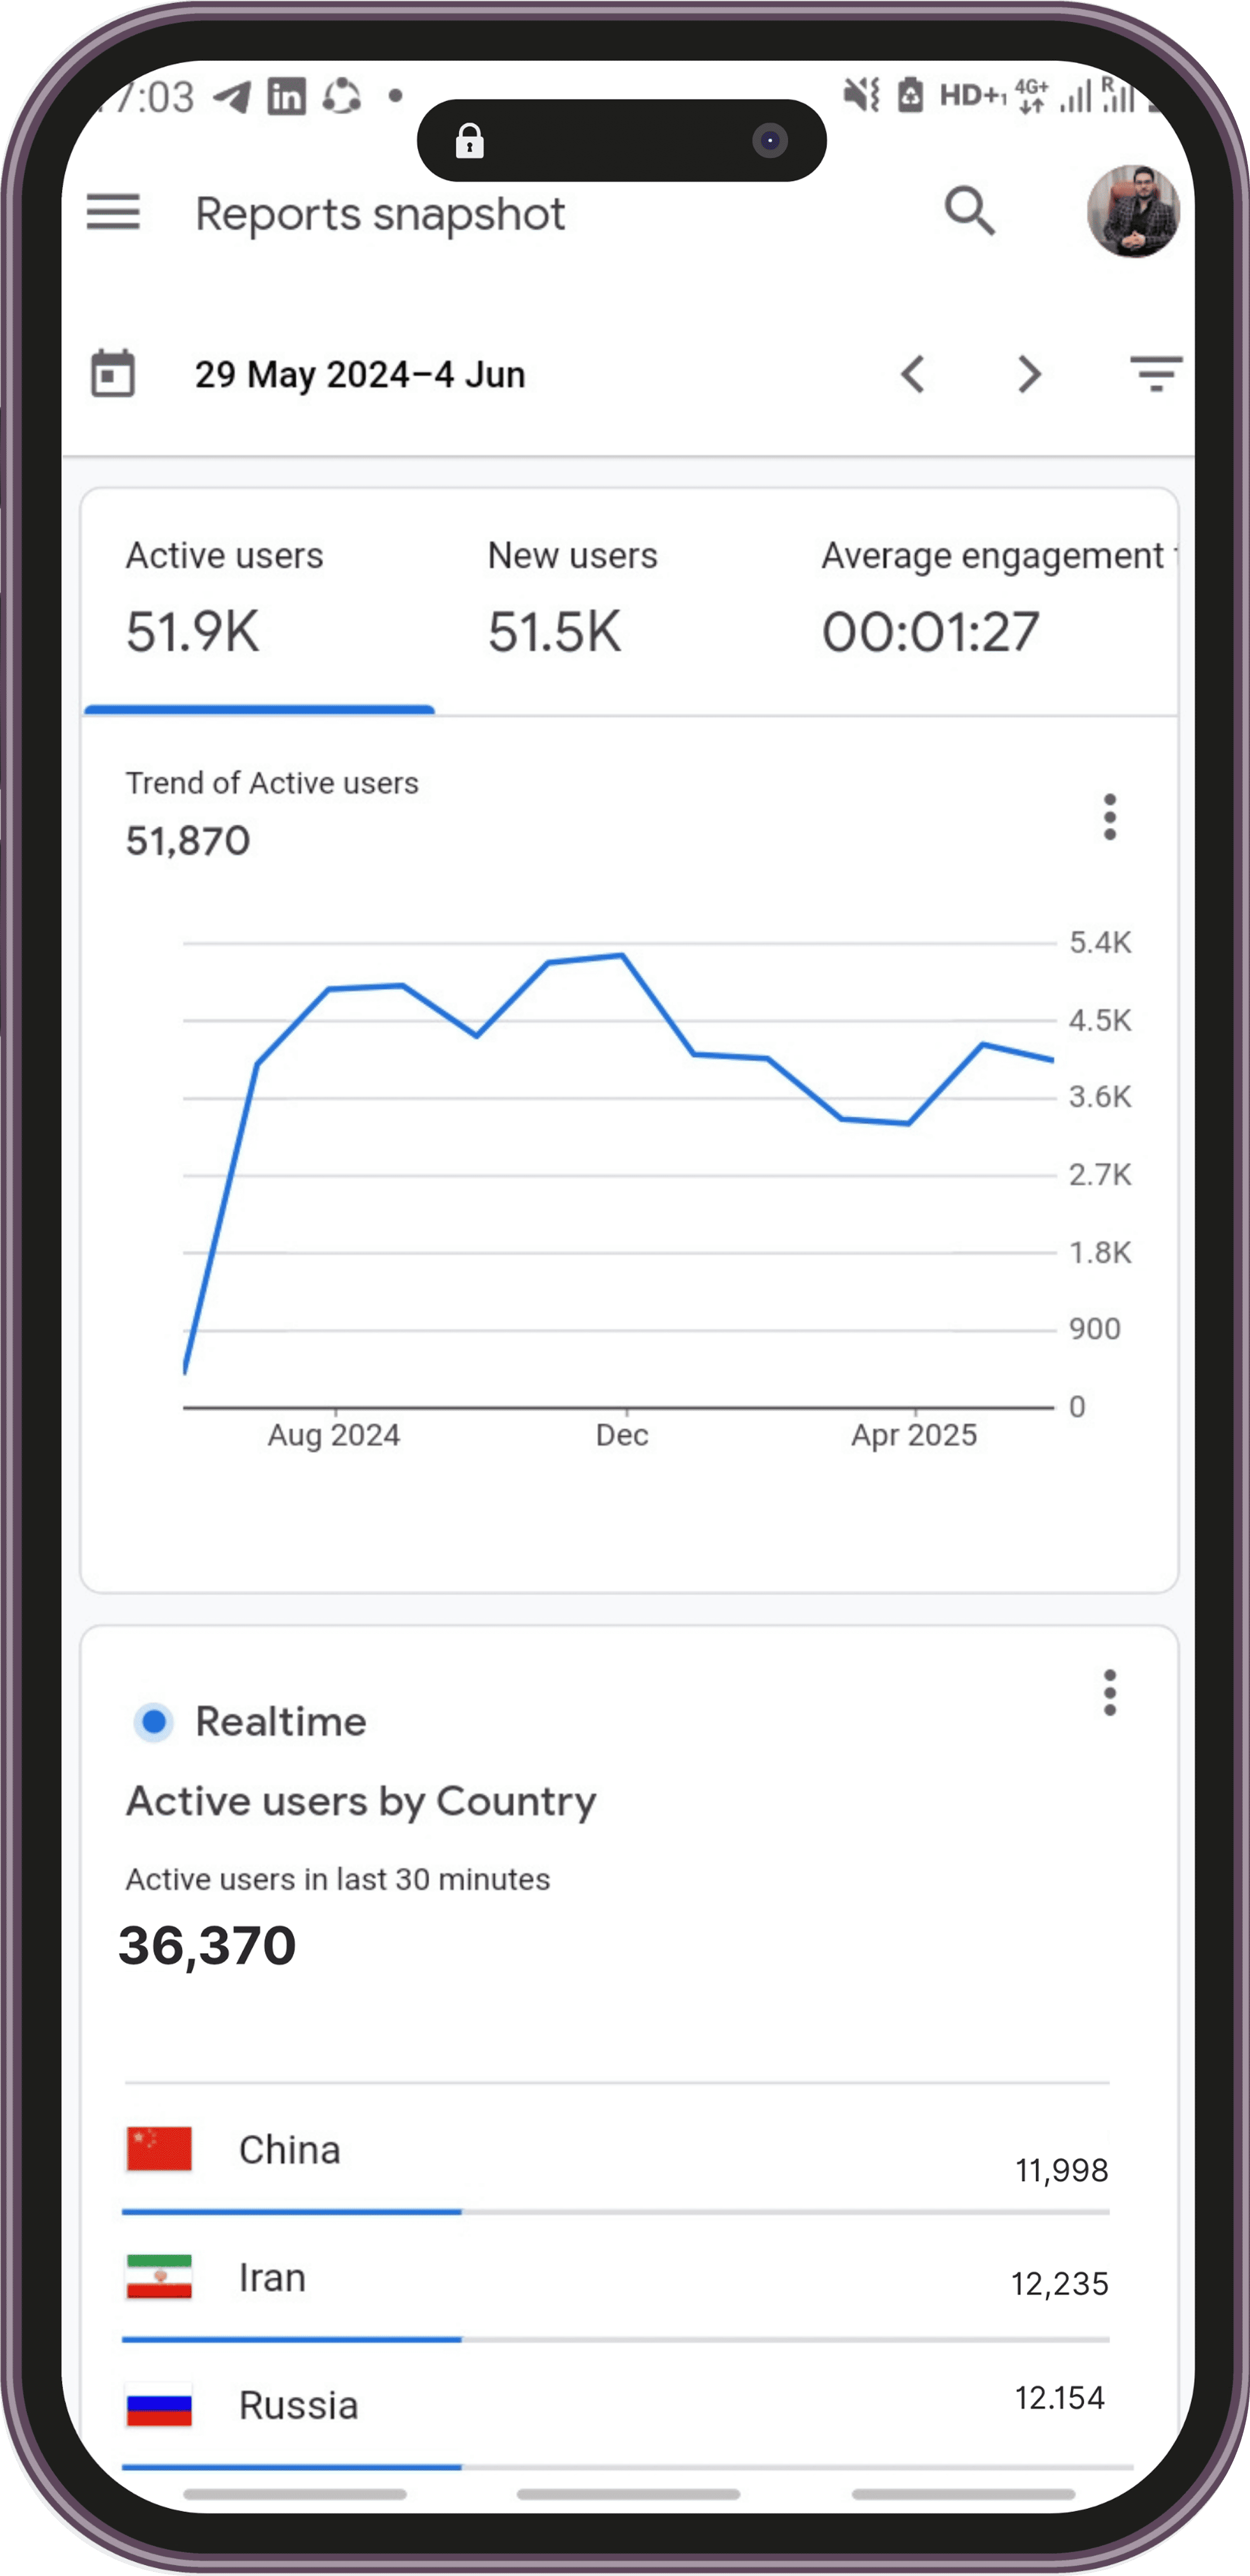 7:03 in HD+1 4G+ R
Reports snapshot
29 May 2024–4 Jun
Active users New users Average engagement
51.9K 51.5K 00:01:27
Trend of Active users
51,870
5.4K
4.5K
3.6K
2.7K
1.8K
900
0
Aug 2024 Dec Apr 2025
Realtime
Active users by Country
Active users in last 30 minutes
36,370
China 11,998
Iran 12,235
Russia 12.154